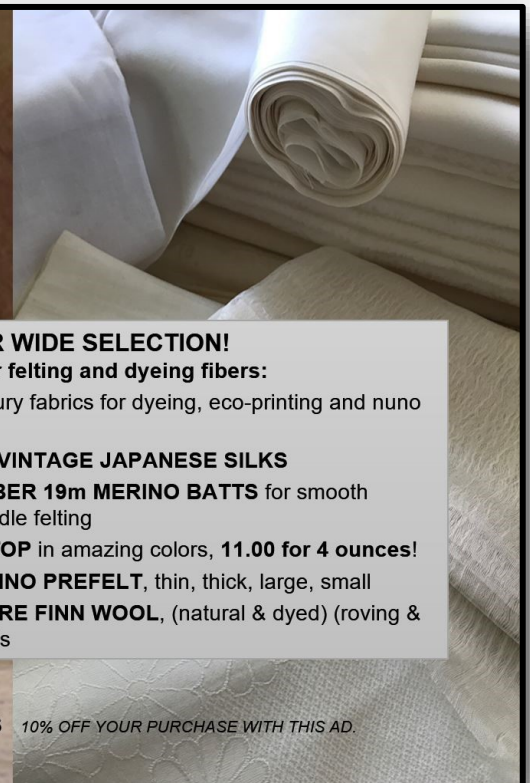 R WIDE SELECTION!
r felting and dyeing fibers:
ury fabrics for dyeing, eco-printing and nuno
VINTAGE JAPANESE SILKS
BER 19m MERINO BATTS for smooth
dle felting
TOP in amazing colors, 11.00 for 4 ounces!
INO PREFELT, thin, thick, large, small
RE FINN WOOL, (natural & dyed) (roving &
s
10% OFF YOUR PURCHASE WITH THIS AD.